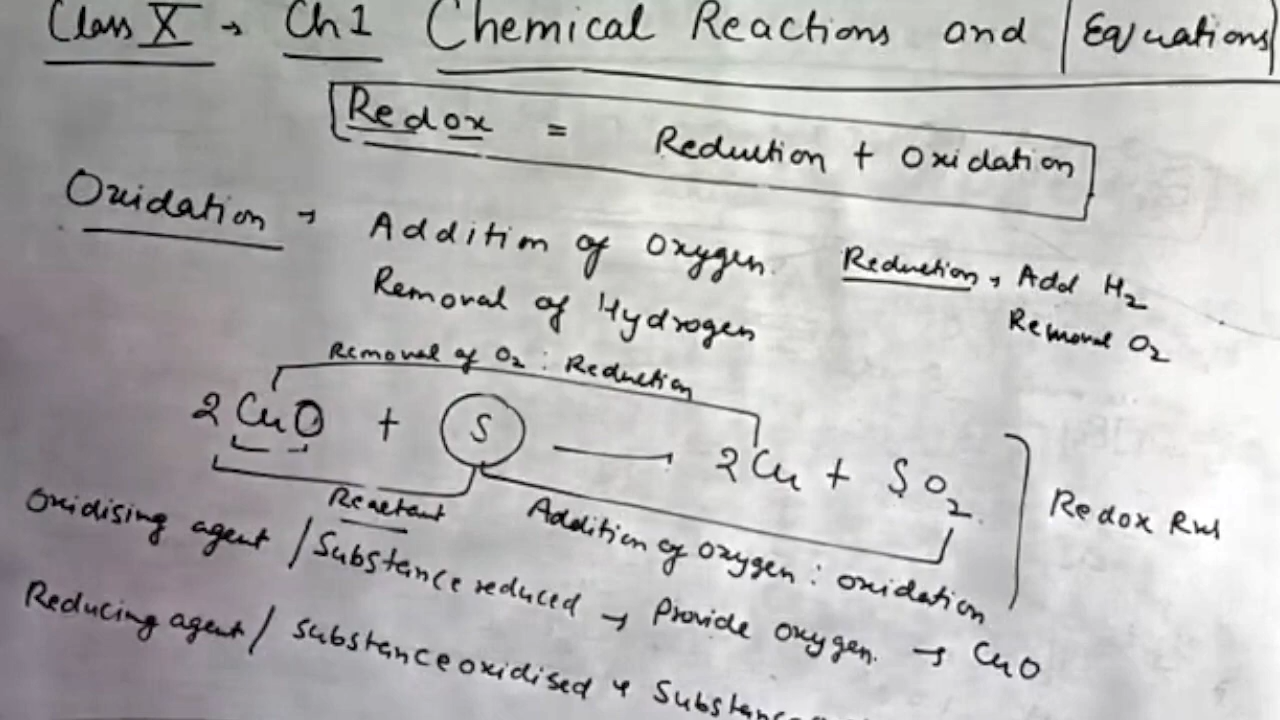 Class X → Ch1 Chemical Reactions and Equations
Redox = Reduction + Oxidation
Oxidation → Addition of Oxygen.
Removal of Hydrogen
Reduction → Add H₂
Removal O₂
Removal of O₂ : Reduction
2CuO + S → 2Cu + SO₂
Redox Rxn
Reactant
Addition of oxygen : oxidation
Oxidising agent / Substance reduced → Provide oxygen. → CuO
Reducing agent / substance oxidised